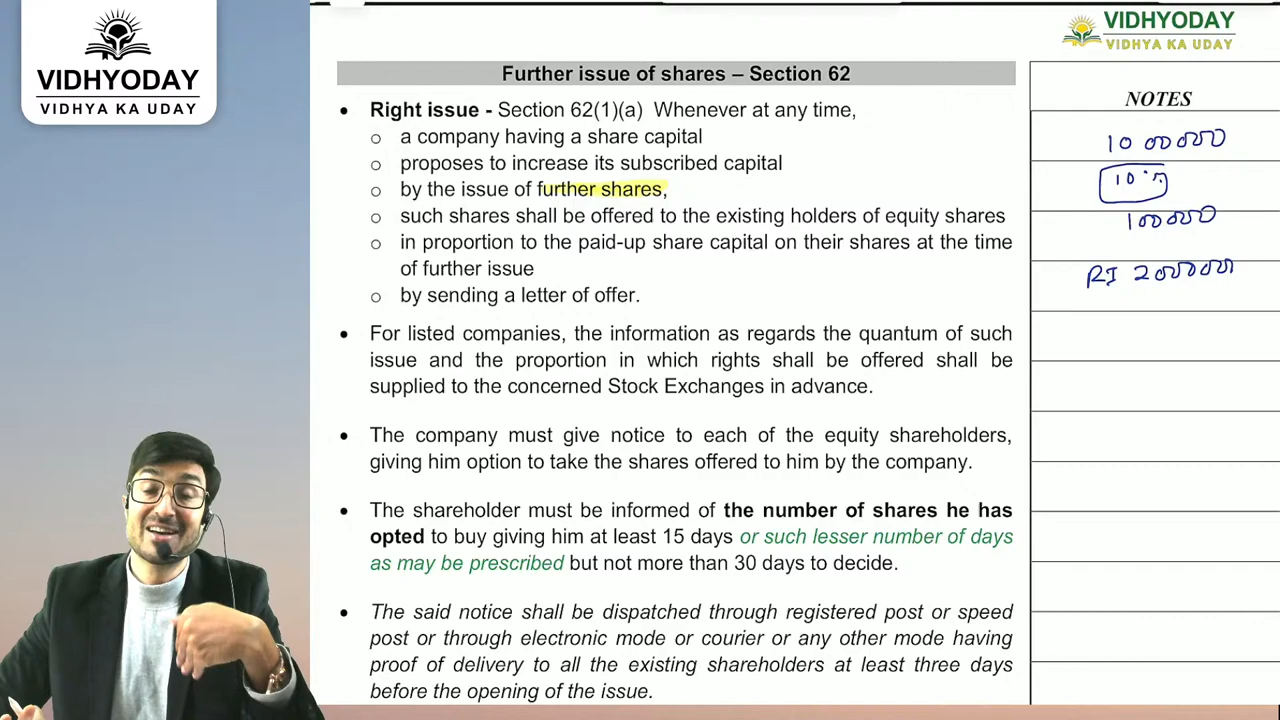 VIDHYODAY
VIDHYA KA UDAY
VIDHYODAY
VIDHYA KA UDAY
Further issue of shares – Section 62
• Right issue - Section 62(1)(a) Whenever at any time,
o a company having a share capital
o proposes to increase its subscribed capital
o by the issue of further shares,
o such shares shall be offered to the existing holders of equity shares
o in proportion to the paid-up share capital on their shares at the time
of further issue
o by sending a letter of offer.
• For listed companies, the information as regards the quantum of such
issue and the proportion in which rights shall be offered shall be
supplied to the concerned Stock Exchanges in advance.
• The company must give notice to each of the equity shareholders,
giving him option to take the shares offered to him by the company.
• The shareholder must be informed of the number of shares he has
opted to buy giving him at least 15 days or such lesser number of days
as may be prescribed but not more than 30 days to decide.
• The said notice shall be dispatched through registered post or speed
post or through electronic mode or courier or any other mode having
proof of delivery to all the existing shareholders at least three days
before the opening of the issue.
NOTES
10 00000
10%
100000
RI 2000000